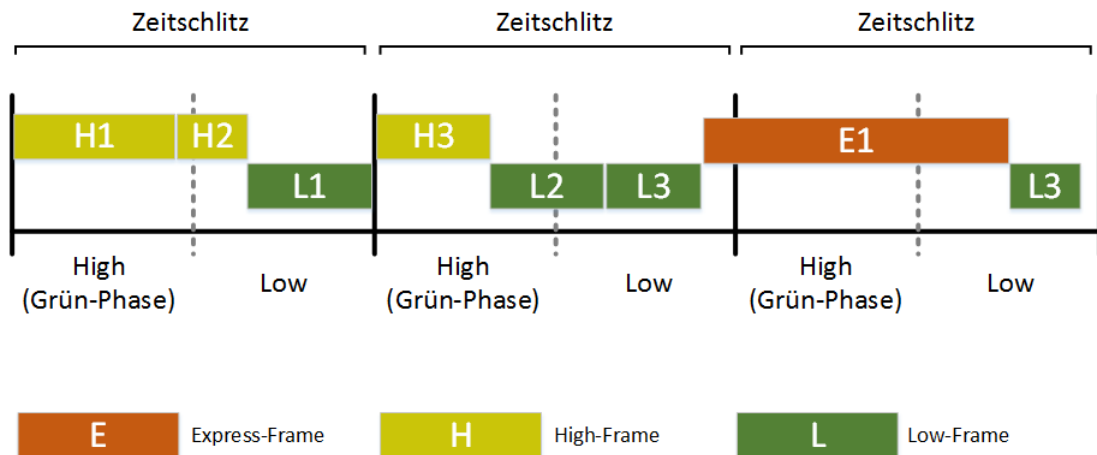 Zeitschlitz Zeitschlitz Zeitschlitz
H1 H2 H3 E1
L1 L2 L3 L3
High Low High Low High Low
(Grün-Phase) (Grün-Phase) (Grün-Phase)
E Express-Frame H High-Frame L Low-Frame